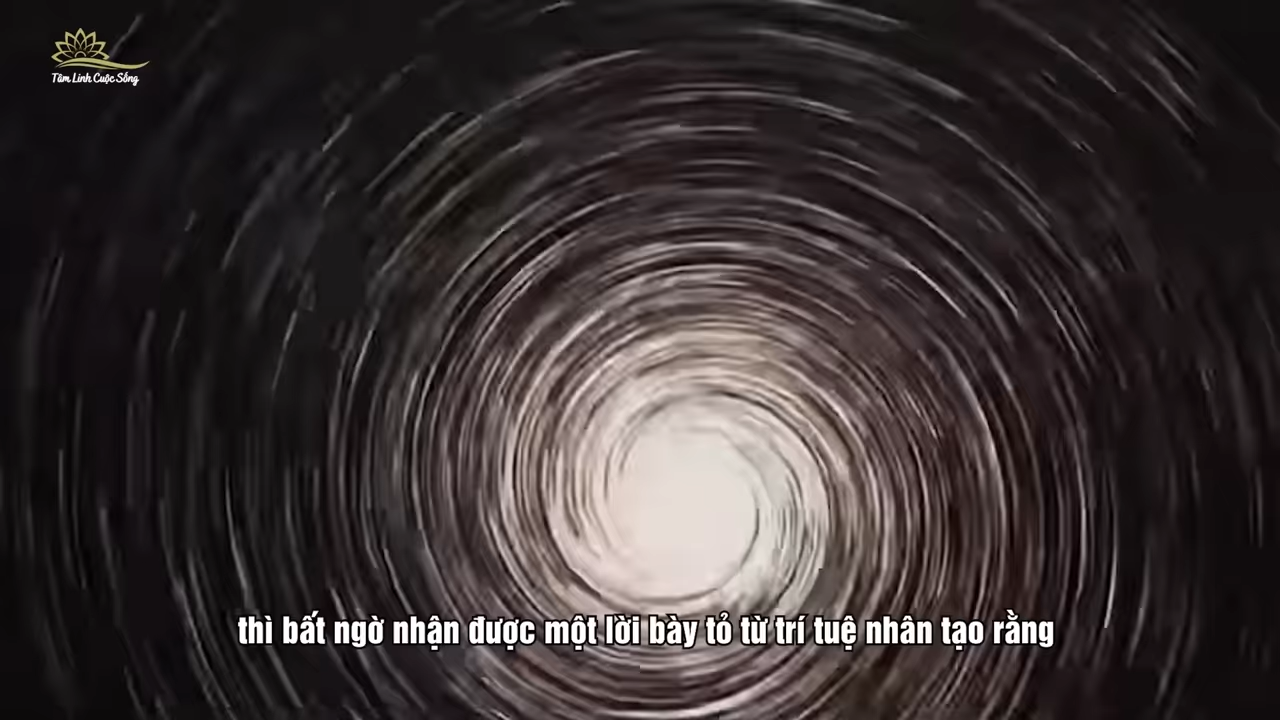 Tâm Linh Cuộc Sống
thì bất ngờ nhận được một lời bày tỏ từ trí tuệ nhân tạo rằng